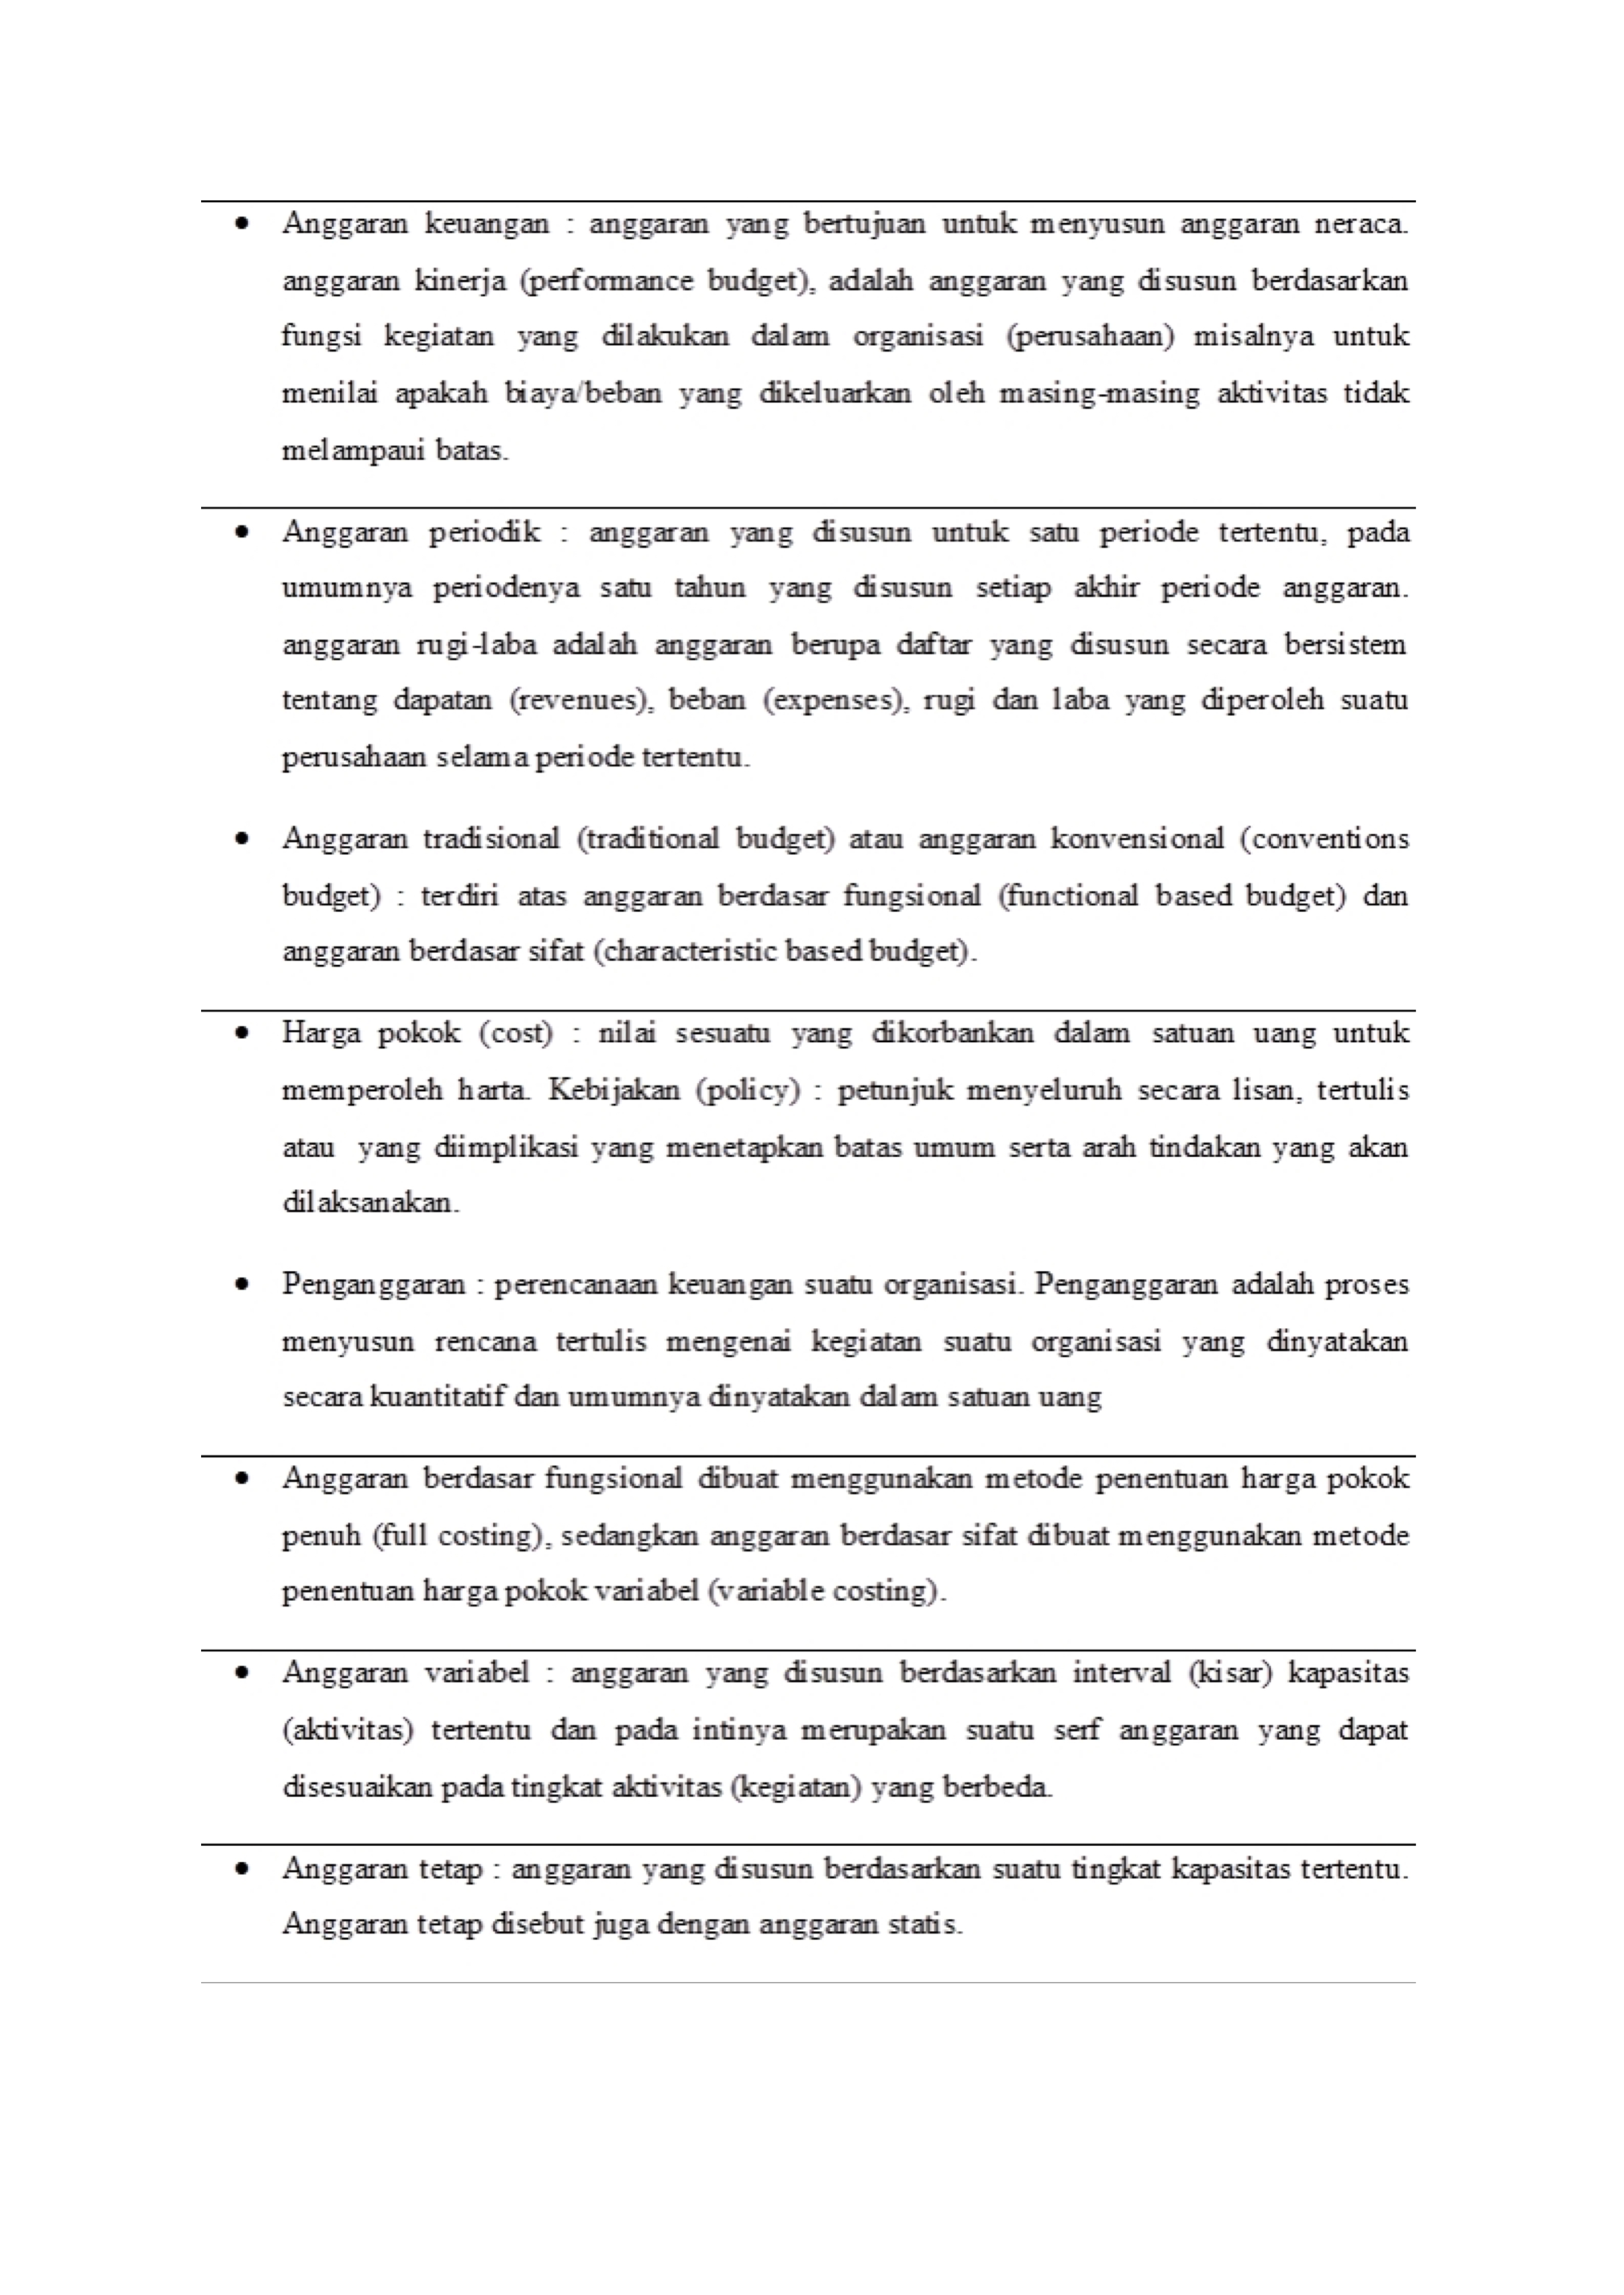 • Anggaran keuangan : anggaran yang bertujuan untuk menyusun anggaran neraca.
anggaran kinerja (performance budget), adalah anggaran yang disusun berdasarkan
fungsi kegiatan yang dilakukan dalam organisasi (perusahaan) misalnya untuk
menilai apakah biaya/beban yang dikeluarkan oleh masing-masing aktivitas tidak
melampaui batas.
• Anggaran periodik : anggaran yang disusun untuk satu periode tertentu, pada
umumnya periodenya satu tahun yang disusun setiap akhir periode anggaran.
anggaran rugi-laba adalah anggaran berupa daftar yang disusun secara bersistem
tentang dapatan (revenues), beban (expenses), rugi dan laba yang diperoleh suatu
perusahaan selama periode tertentu.
• Anggaran tradisional (traditional budget) atau anggaran konvensional (conventions
budget) : terdiri atas anggaran berdasar fungsional (functional based budget) dan
anggaran berdasar sifat (characteristic based budget).
• Harga pokok (cost) : nilai sesuatu yang dikorbankan dalam satuan uang untuk
memperoleh harta. Kebijakan (policy) : petunjuk menyeluruh secara lisan, tertulis
atau yang diimplikasi yang menetapkan batas umum serta arah tindakan yang akan
dilaksanakan.
• Penganggaran : perencanaan keuangan suatu organisasi. Penganggaran adalah proses
menyusun rencana tertulis mengenai kegiatan suatu organisasi yang dinyatakan
secara kuantitatif dan umumnya dinyatakan dalam satuan uang
• Anggaran berdasar fungsional dibuat menggunakan metode penentuan harga pokok
penuh (full costing), sedangkan anggaran berdasar sifat dibuat menggunakan metode
penentuan harga pokok variabel (variable costing).
• Anggaran variabel : anggaran yang disusun berdasarkan interval (kisar) kapasitas
(aktivitas) tertentu dan pada intinya merupakan suatu serf anggaran yang dapat
disesuaikan pada tingkat aktivitas (kegiatan) yang berbeda.
• Anggaran tetap : anggaran yang disusun berdasarkan suatu tingkat kapasitas tertentu.
Anggaran tetap disebut juga dengan anggaran statis.